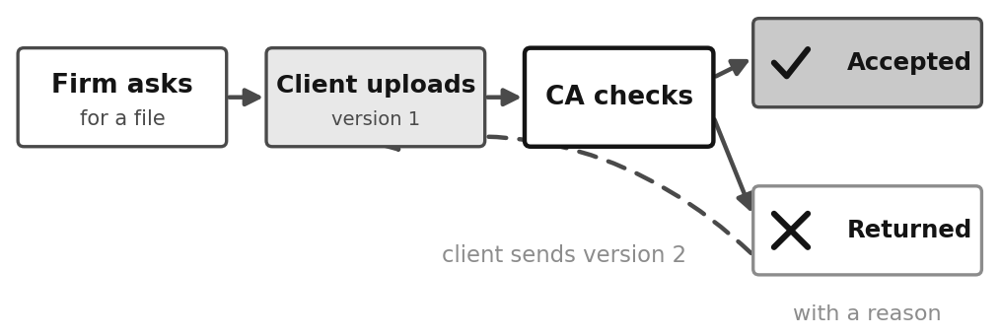 Firm asks
for a file
Client uploads
version 1
CA checks
Accepted
Returned
client sends version 2
with a reason